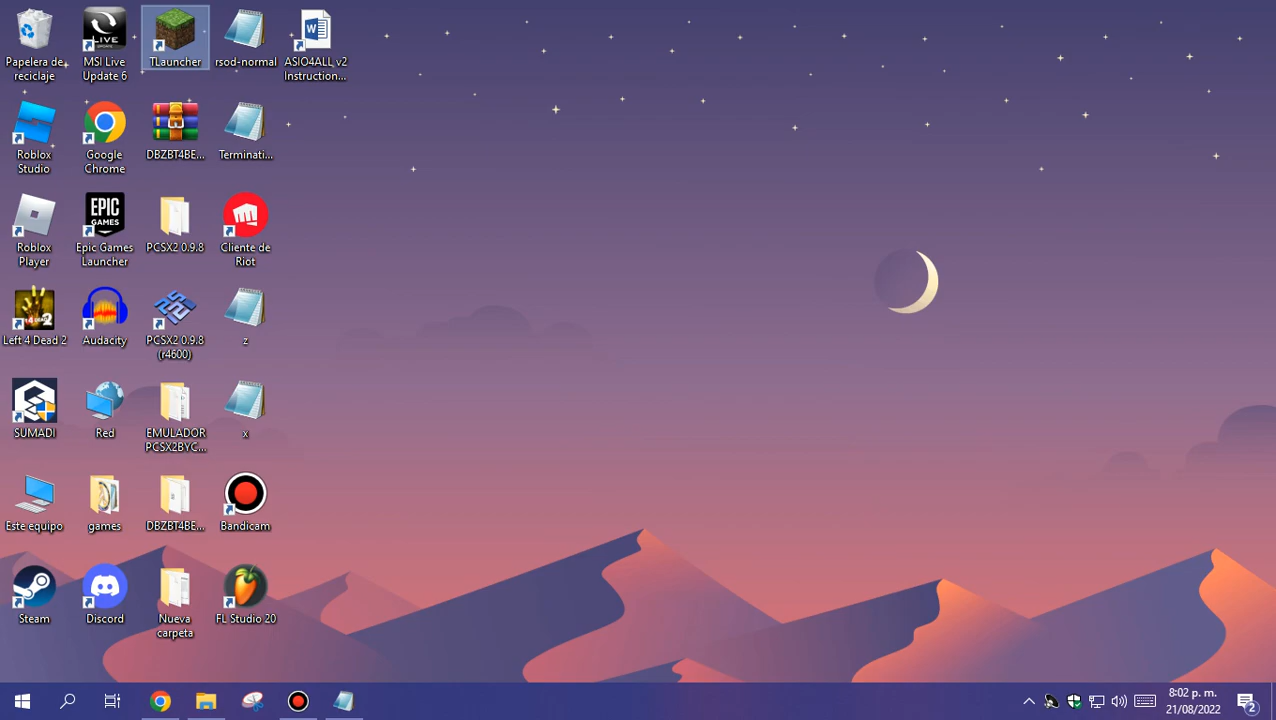 Papelera de
reciclaje
MSI Live
Update 6
TLauncher
rsod-normal
ASIO4ALL v2
Instruction...
Roblox
Studio
Google
Chrome
DBZBT4BE...
Terminati...
Roblox
Player
EPIC
GAMES
Epic Games
Launcher
PCSX2 0.9.8
Cliente de
Riot
Left 4 Dead 2
Audacity
PCSX2 0.9.8
(r4600)
z
SUMADI
Red
EMULADOR
PCSX2BYC...
x
Este equipo
games
DBZBT4BE...
Bandicam
Steam
Discord
Nueva
carpeta
FL Studio 20
8:02 p. m.
21/08/2022
2